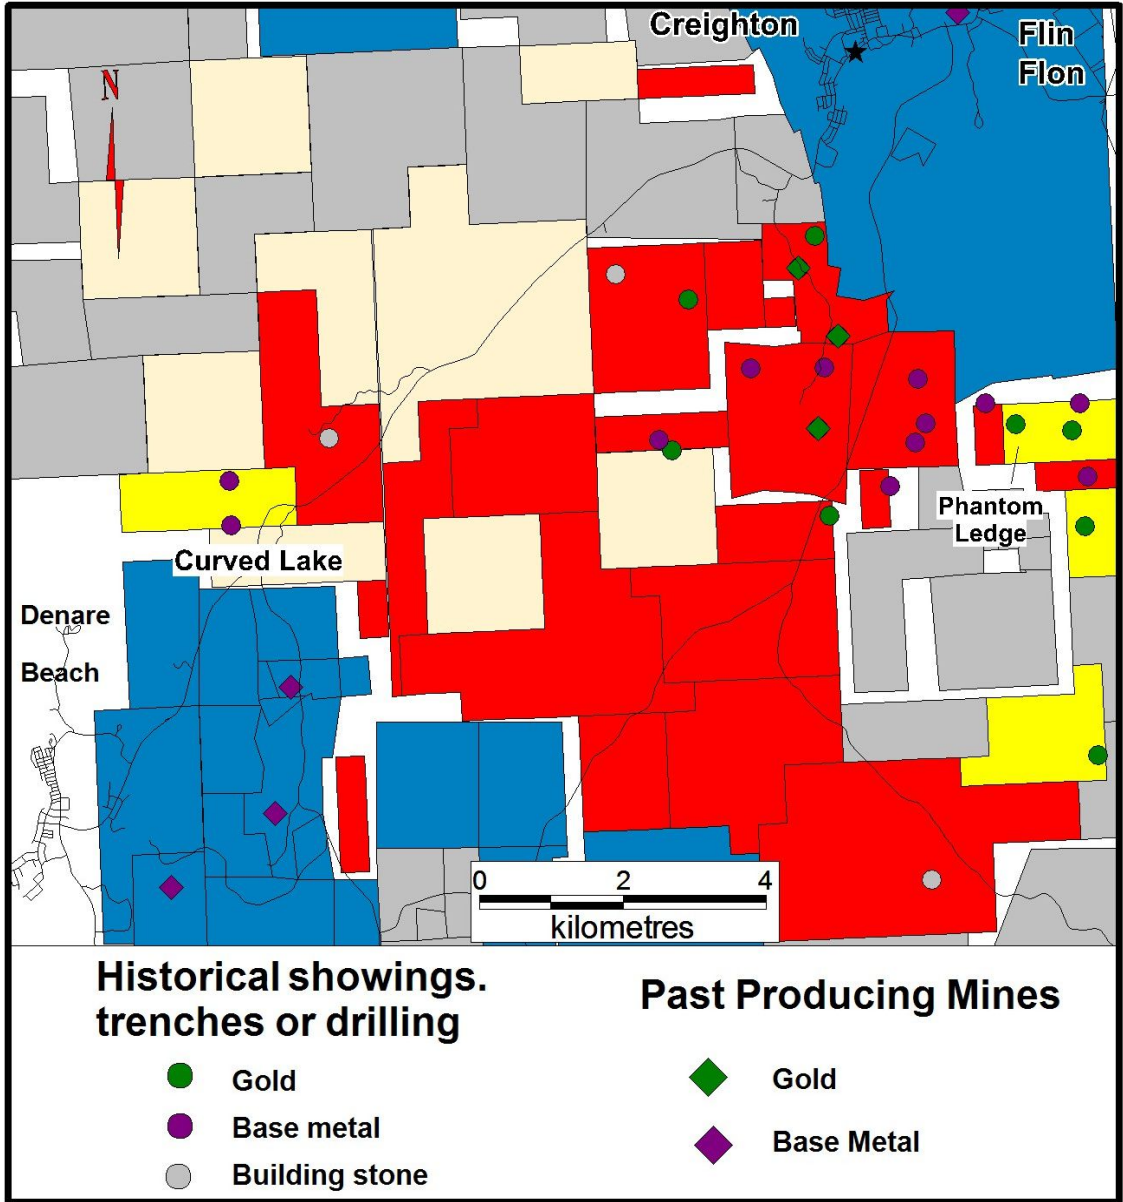 Creighton
Flin
Flon
N
Phantom
Ledge
Curved Lake
Denare
Beach
0 2 4
kilometres
Historical showings.
trenches or drilling
Gold
Base metal
Building stone
Past Producing Mines
Gold
Base Metal